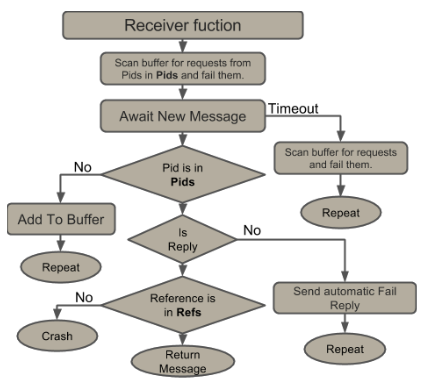 Receiver fuction
Scan buffer for requests from
Pids in Pids and fail them.
Await New Message
Timeout
Scan buffer for requests
and fail them.
Repeat
No
Pid is in
Pids
Add To Buffer
Repeat
Is
Reply
No
Send automatic Fail
Reply
Repeat
No
Reference is
in Refs
Crash
Return
Message